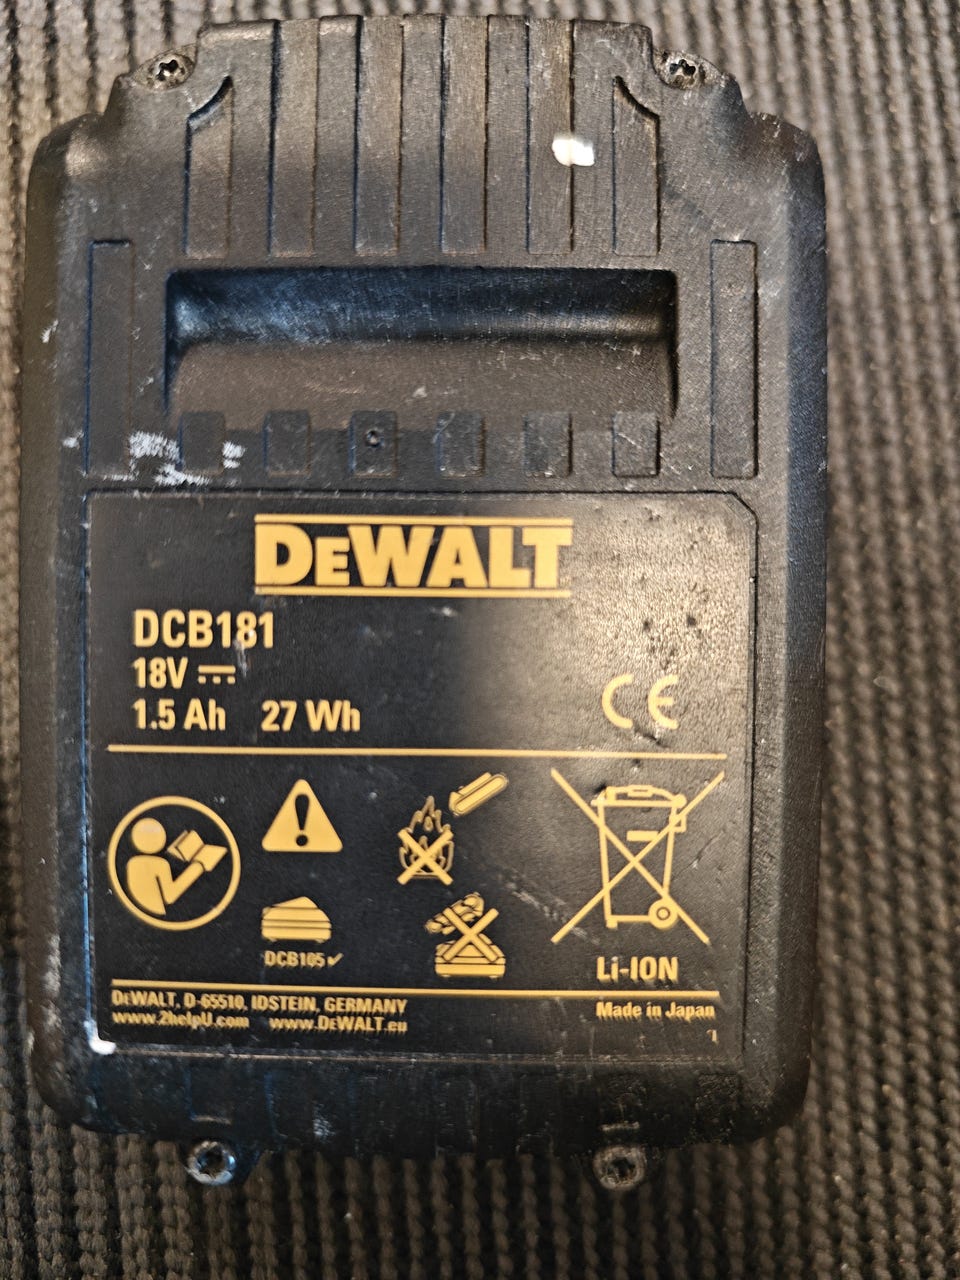 DEWALT
DCB181
18V
1.5 Ah 27 Wh
CE
DCB105✓
Li-ION
DEWALT, D-65510, IDSTEIN, GERMANY
www.2helpU.com www.DEWALT.eu
Made in Japan